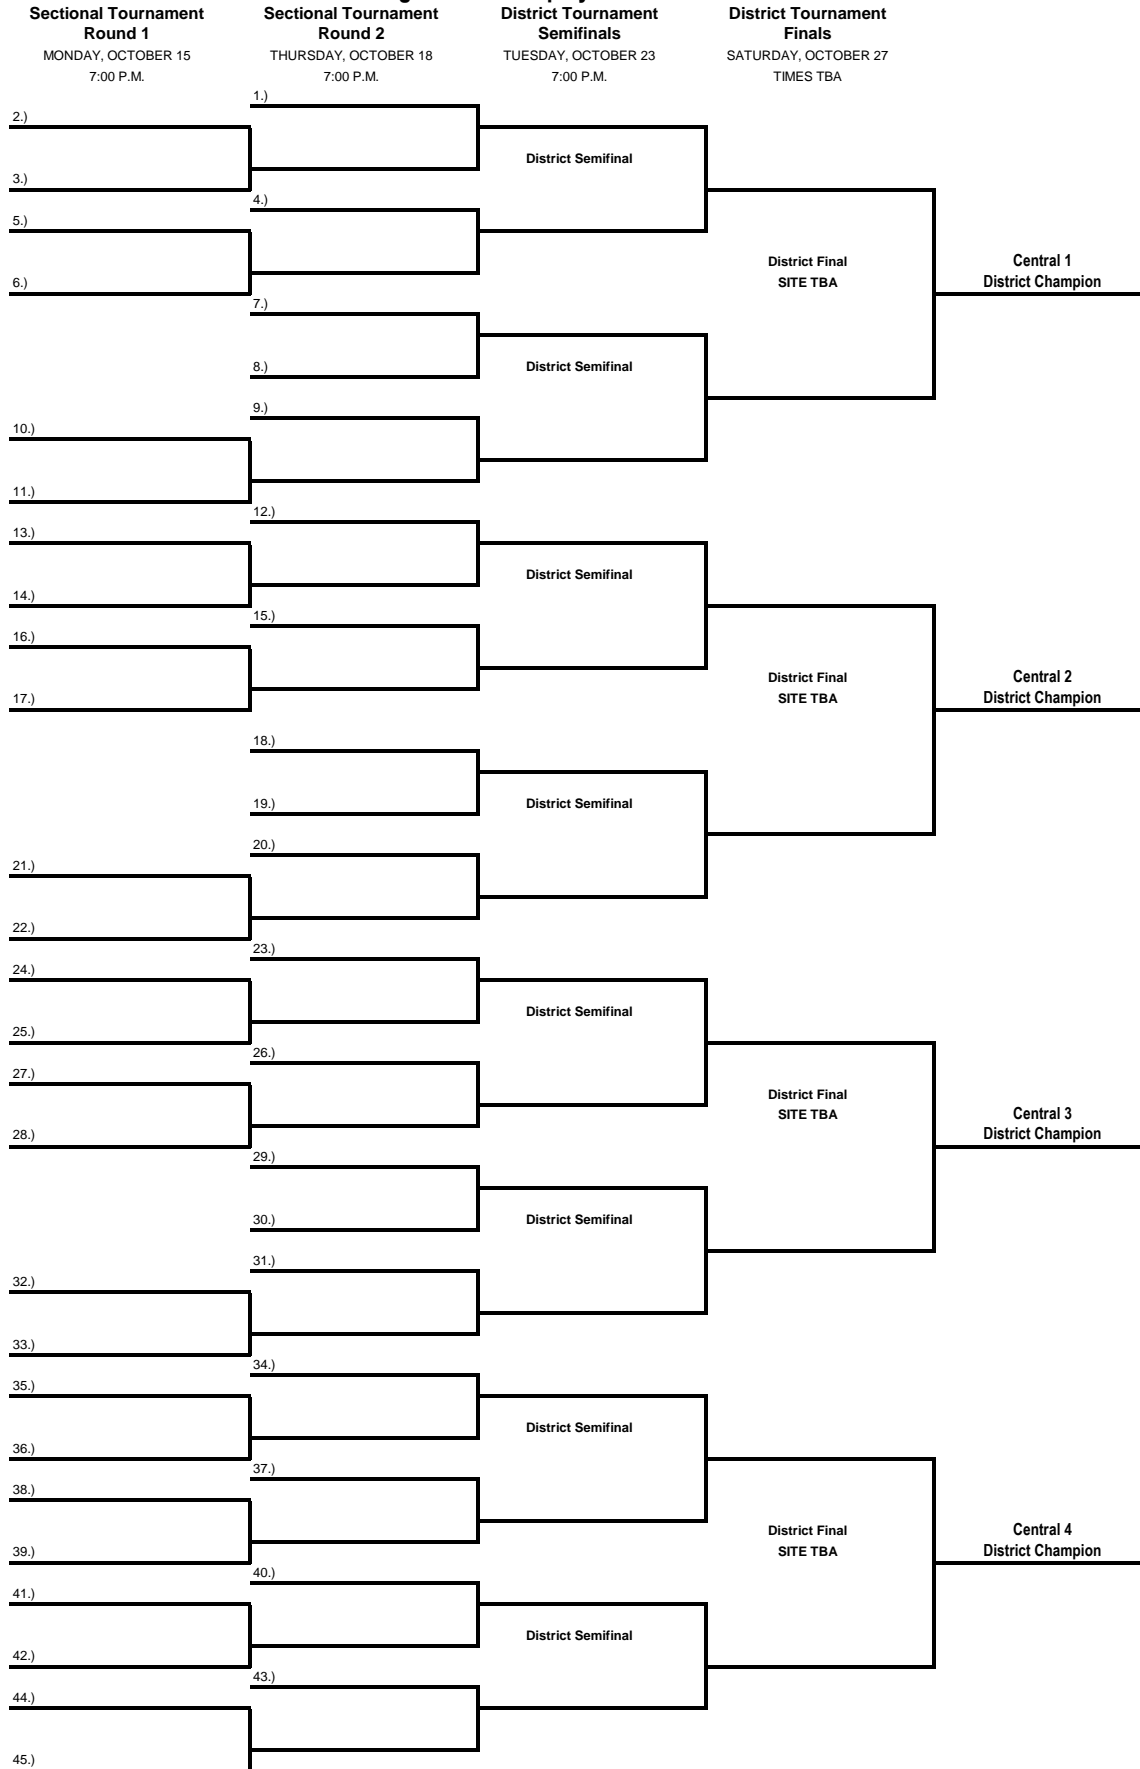 Sectional Tournament
Round 1
MONDAY, OCTOBER 15
7:00 P.M.
Sectional Tournament
Round 2
THURSDAY, OCTOBER 18
7:00 P.M.
District Tournament
Semifinals
TUESDAY, OCTOBER 23
7:00 P.M.
District Tournament
Finals
SATURDAY, OCTOBER 27
TIMES TBA
1.)
2.)
District Semifinal
3.)
4.)
5.)
District Final
SITE TBA
Central 1
District Champion
6.)
7.)
8.)
District Semifinal
9.)
10.)
11.)
12.)
13.)
District Semifinal
14.)
15.)
16.)
District Final
SITE TBA
Central 2
District Champion
17.)
18.)
19.)
District Semifinal
20.)
21.)
22.)
23.)
24.)
District Semifinal
25.)
26.)
27.)
District Final
SITE TBA
Central 3
District Champion
28.)
29.)
30.)
District Semifinal
31.)
32.)
33.)
34.)
35.)
District Semifinal
36.)
37.)
38.)
District Final
SITE TBA
Central 4
District Champion
39.)
40.)
41.)
District Semifinal
42.)
43.)
44.)
45.)